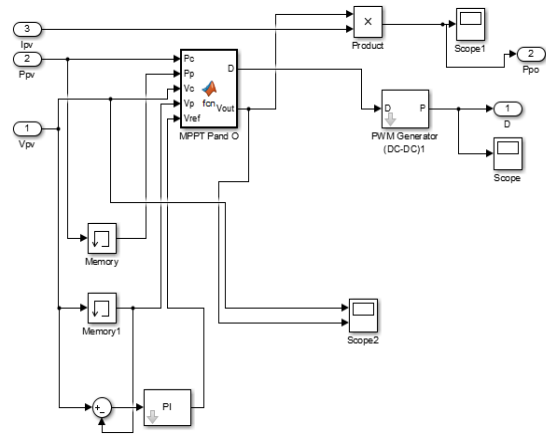 3
Ipv
2
Ppv
1
Vpv
Pc
Pp
Vc
Vp
Vref
fcn
D
Vout
MPPT Pand O
×
Product
Scope1
2
Ppo
D
P
PWM Generator
(DC-DC)1
1
D
Scope
Memory
Memory1
Scope2
+
-
PI